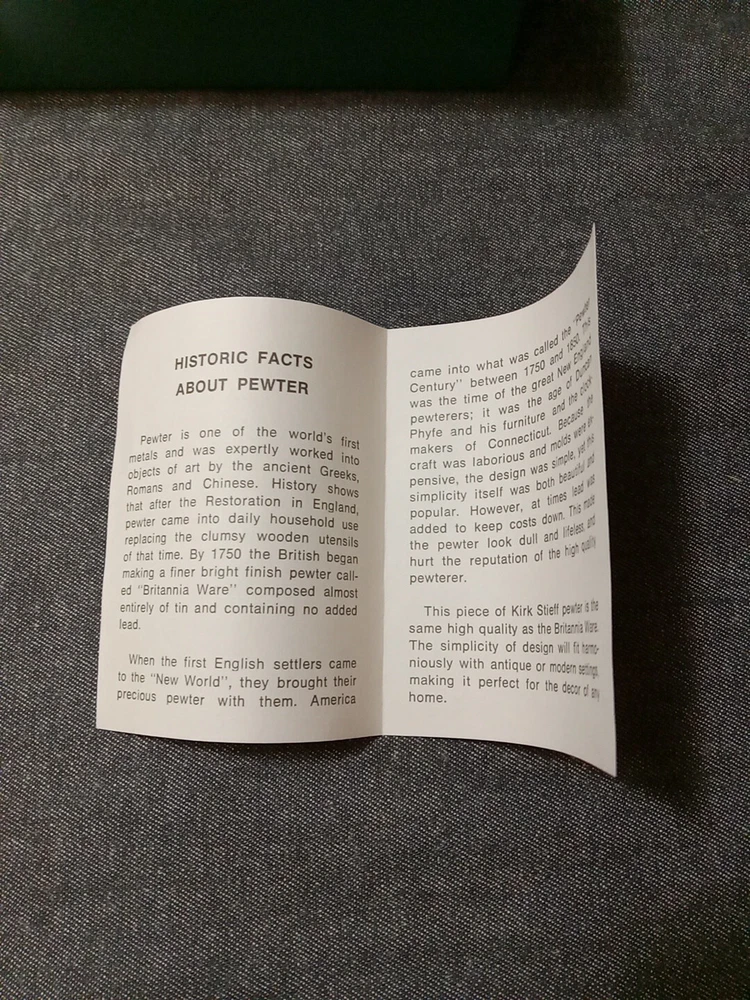 HISTORIC FACTS
ABOUT PEWTER
Pewter is one of the world's first
metals and was expertly worked into
objects of art by the ancient Greeks,
Romans and Chinese. History shows
that after the Restoration in England,
pewter came into daily household use
replacing the clumsy wooden utensils
of that time. By 1750 the British began
making a finer bright finish pewter call-
ed "Britannia Ware" composed almost
entirely of tin and containing no added
lead.
When the first English settlers came
to the "New World", they brought their
precious pewter with them. America
came into what was called the "Pewter
Century" between 1750 and 1850. This
was the time of the great New England
pewterers; it was the age of Duncan
Phyfe and his furniture and the clock
makers of Connecticut. Because the
craft was laborious and molds were ex-
pensive, the design was simple, yet this
simplicity itself was both beautiful and
popular. However, at times lead was
added to keep costs down. This made
the pewter look dull and lifeless, and
hurt the reputation of the high quality
pewterer.
This piece of Kirk Stieff pewter is the
same high quality as the Britannia Ware.
The simplicity of design will fit harmo-
niously with antique or modern settings,
making it perfect for the decor of any
home.